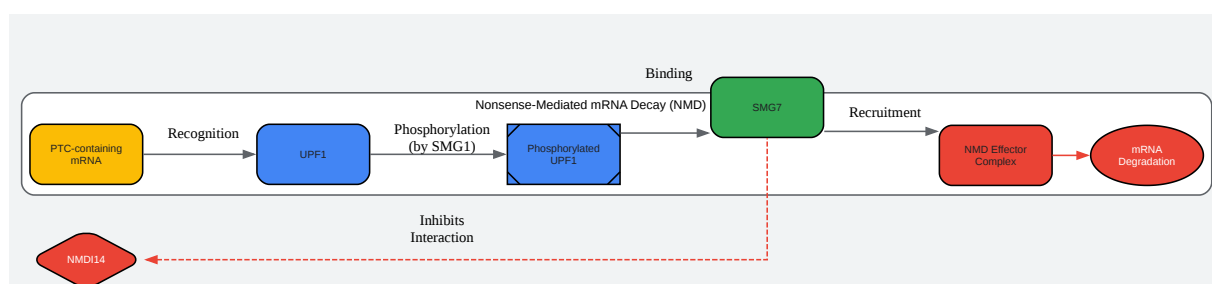 Binding
SMG7
Nonsense-Mediated mRNA Decay (NMD)
Recruitment
PTC-containing
mRNA
Recognition
UPF1
Phosphorylation
(by SMG1)
Phosphorylated
UPF1
NMD Effector
Complex
mRNA
Degradation
Inhibits
Interaction
NMDI14